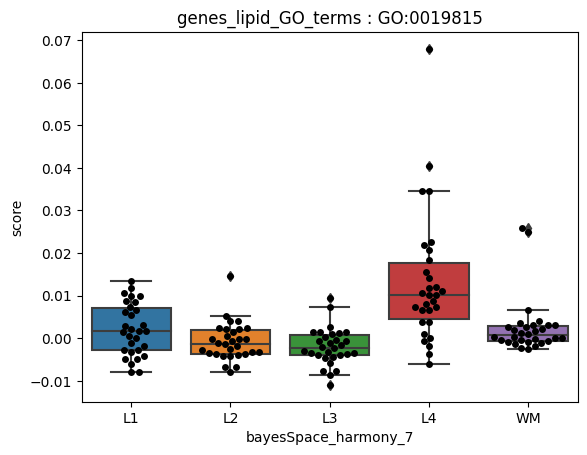 genes_lipid_GO_terms : GO:0019815
0.07
0.06
0.05
0.04
0.03
0.02
0.01
0.00
−0.01
score
L1 L2 L3 L4 WM
bayesSpace_harmony_7